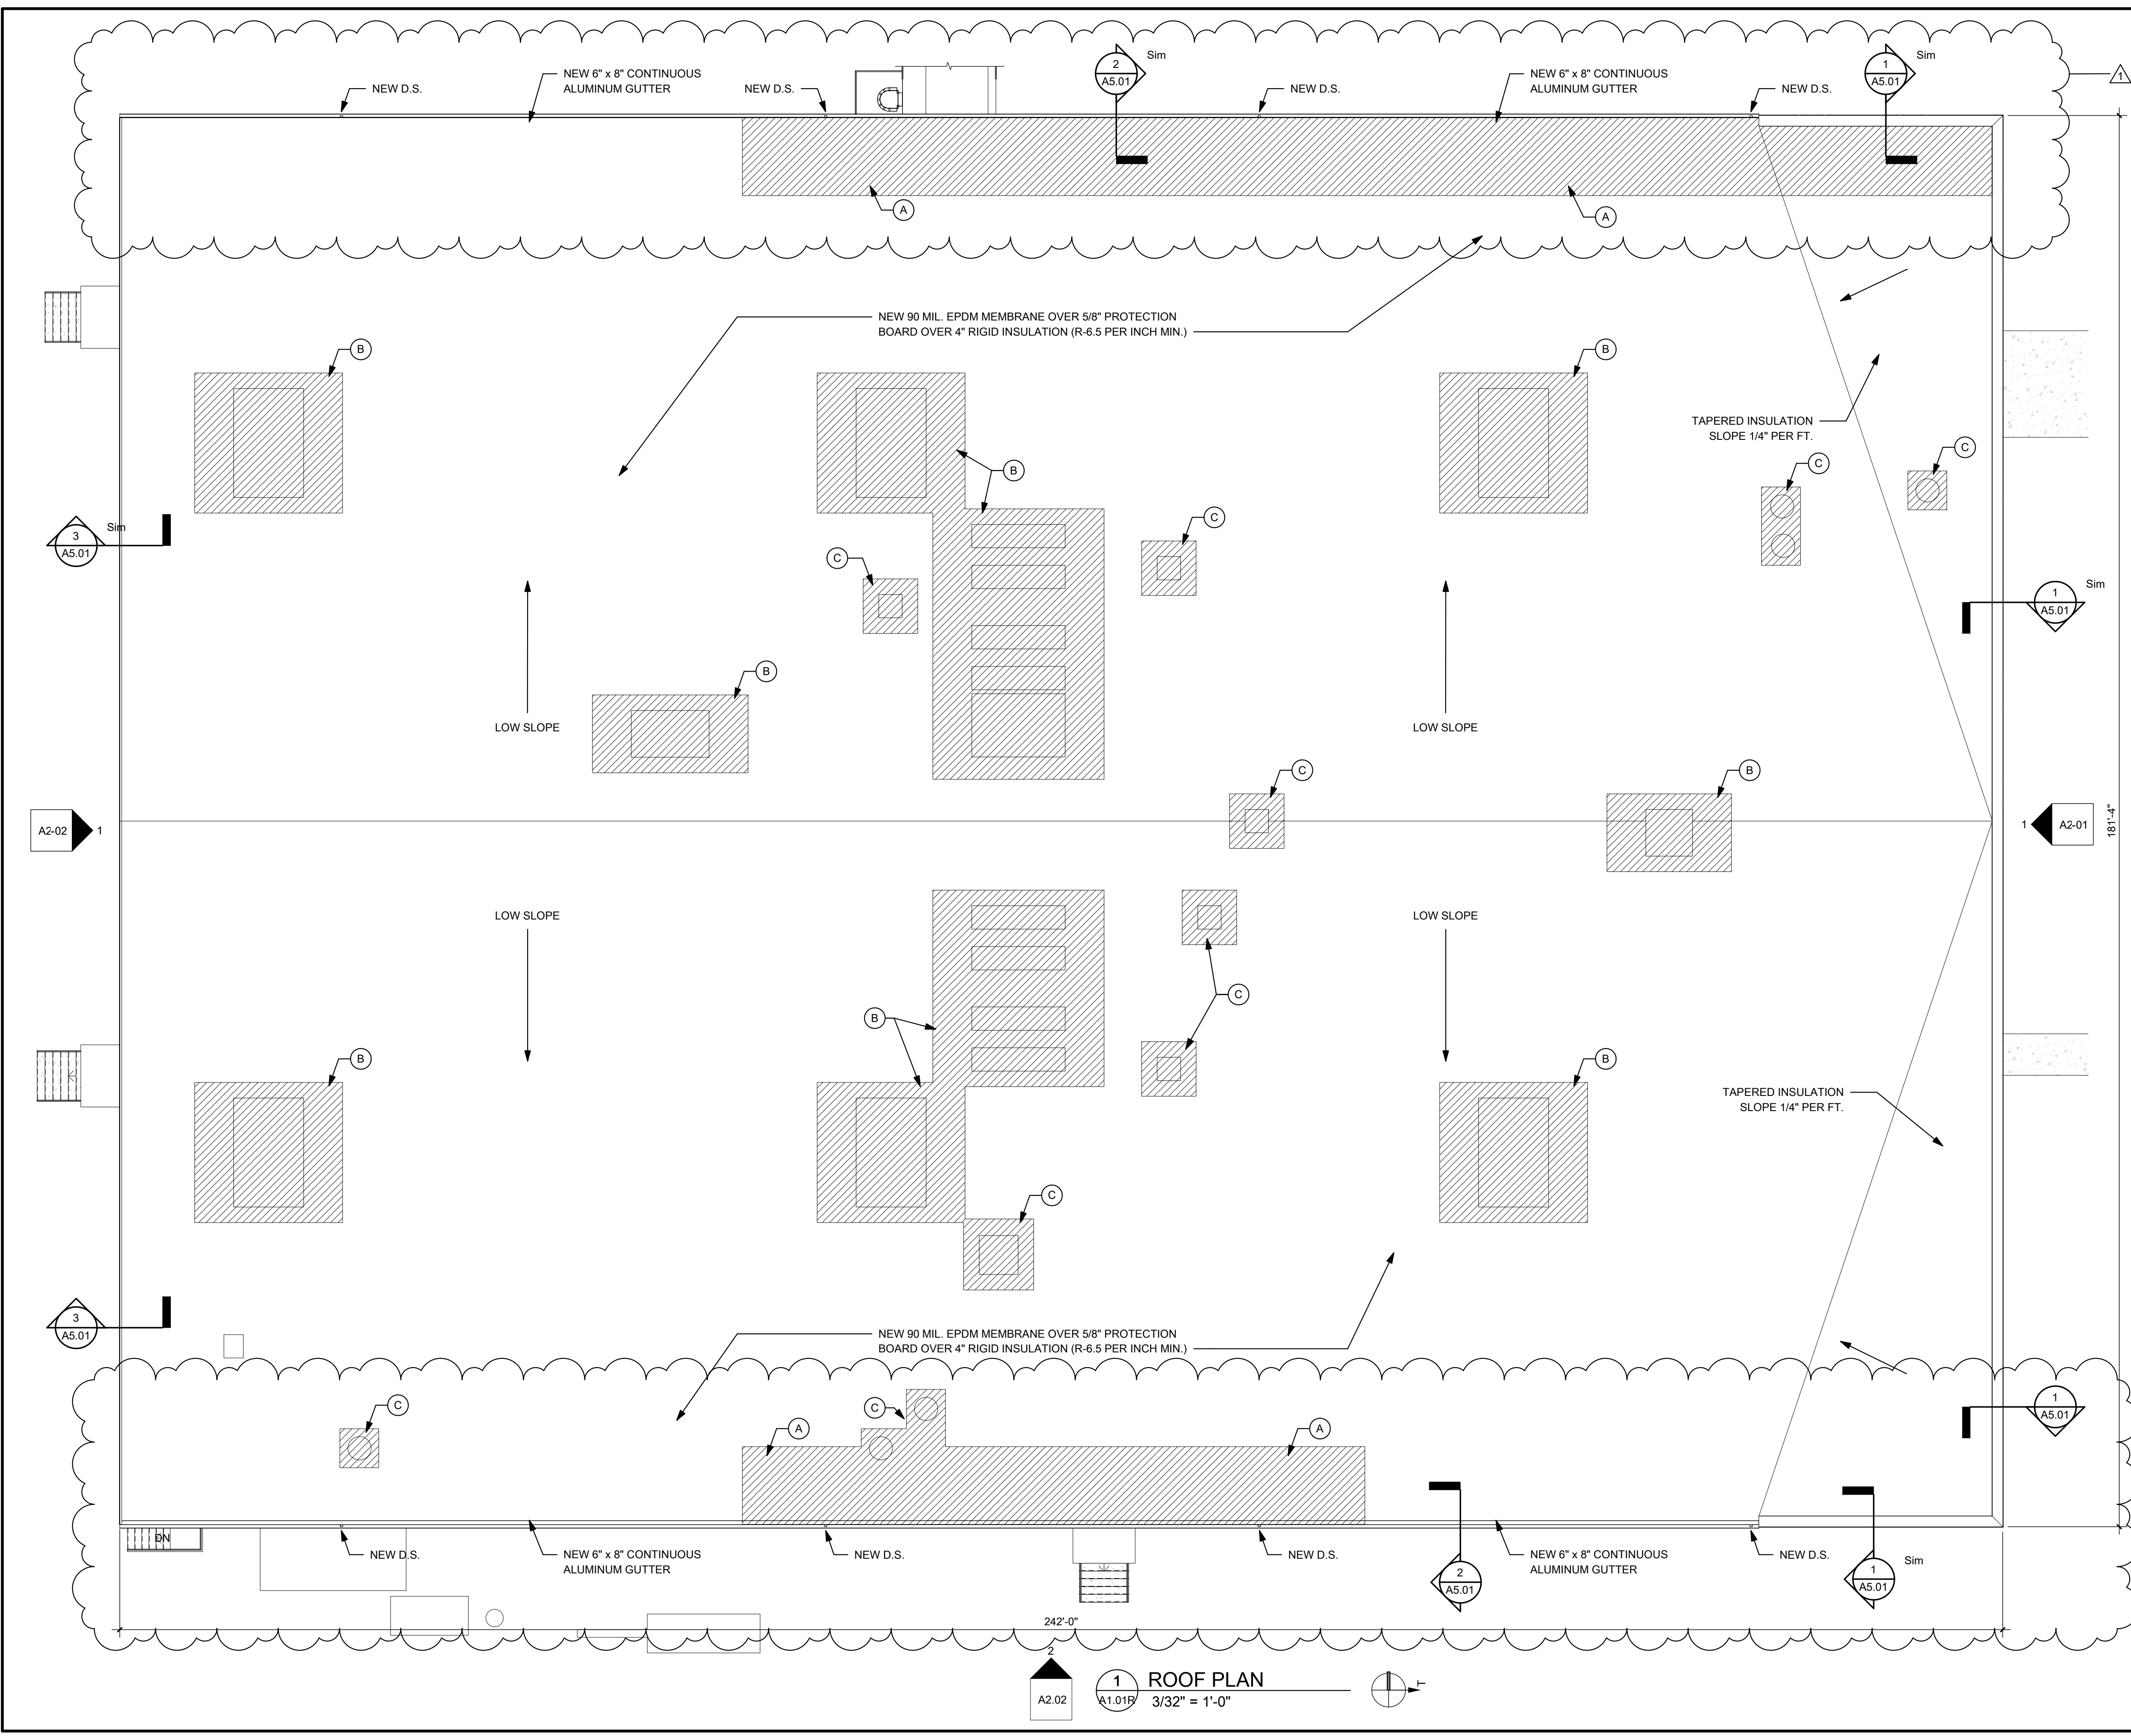 2
A5.01
Sim
1
A5.01
Sim
1
NEW D.S.
NEW 6" x 8" CONTINUOUS
ALUMINUM GUTTER
NEW D.S.
NEW D.S.
NEW 6" x 8" CONTINUOUS
ALUMINUM GUTTER
NEW D.S.
A
A
NEW 90 MIL. EPDM MEMBRANE OVER 5/8" PROTECTION
BOARD OVER 4" RIGID INSULATION (R-6.5 PER INCH MIN.)
B
B
TAPERED INSULATION
SLOPE 1/4" PER FT.
B
C
C
3
A5.01
Sim
C
C
1
A5.01
Sim
B
LOW SLOPE
LOW SLOPE
C
B
A2-02
1
1
A2-01
181'-4"
LOW SLOPE
LOW SLOPE
C
B
B
B
TAPERED INSULATION
SLOPE 1/4" PER FT.
C
3
A5.01
NEW 90 MIL. EPDM MEMBRANE OVER 5/8" PROTECTION
BOARD OVER 4" RIGID INSULATION (R-6.5 PER INCH MIN.)
C
C
A
A
1
A5.01
DN
NEW D.S.
NEW 6" x 8" CONTINUOUS
ALUMINUM GUTTER
NEW D.S.
NEW D.S.
NEW 6" x 8" CONTINUOUS
ALUMINUM GUTTER
NEW D.S.
2
A5.01
1
A5.01
Sim
242'-0"
2
A2.02
1
A1.01R
ROOF PLAN
3/32" = 1'-0"